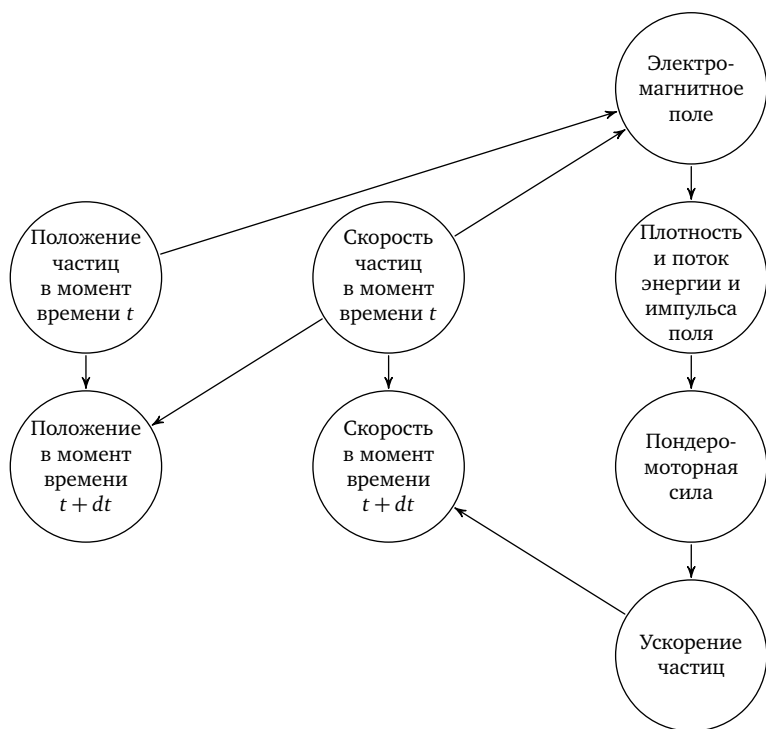 Электро-
магнитное
поле
Положение
частиц
в момент
времени t
Скорость
частиц
в момент
времени t
Плотность
и поток
энергии и
импульса
поля
Положение
в момент
времени
t + dt
Скорость
в момент
времени
t + dt
Пондеро-
моторная
сила
Ускорение
частиц